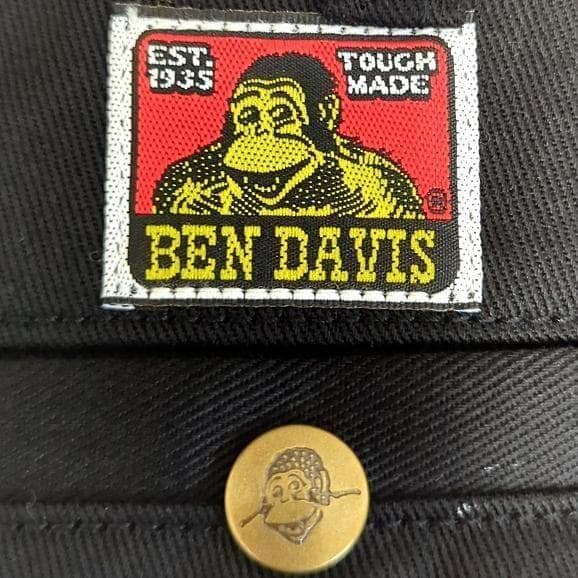 EST. TOUGH
1935 MADE
®
BEN DAVIS